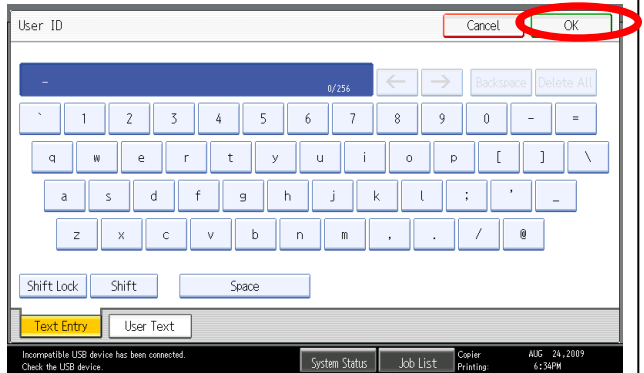 User ID Cancel OK
_ 0/256 ← → Backspace Delete All
` 1 2 3 4 5 6 7 8 9 0 - =
q w e r t y u i o p [ ] \
a s d f g h j k l ; ' _
z x c v b n m , . / @
Shift Lock Shift Space
Text Entry User Text
Incompatible USB device has been connected.
Check the USB device.
System Status Job List
Copier
Printing:
AUG 24,2009
6:34PM